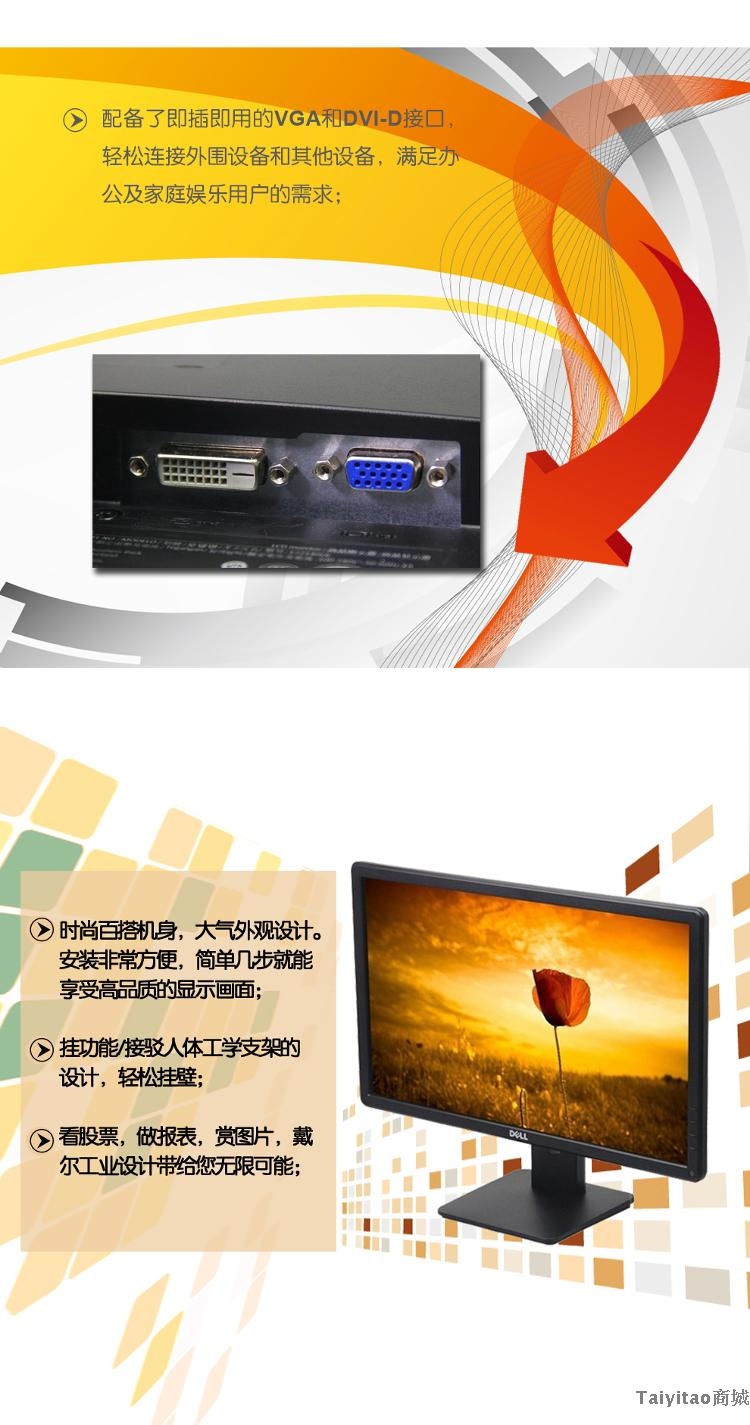 配备了即插即用的VGA和DVI-D接口，
轻松连接外围设备和其他设备，满足办
公及家庭娱乐用户的需求；
时尚百搭机身，大气外观设计。
安装非常方便，简单几步就能
享受高品质的显示画面；
挂功能/接驳人体工学支架的
设计，轻松挂壁；
看股票，做报表，赏图片，戴
尔工业设计带给您无限可能；
DELL
Taiyitao商城